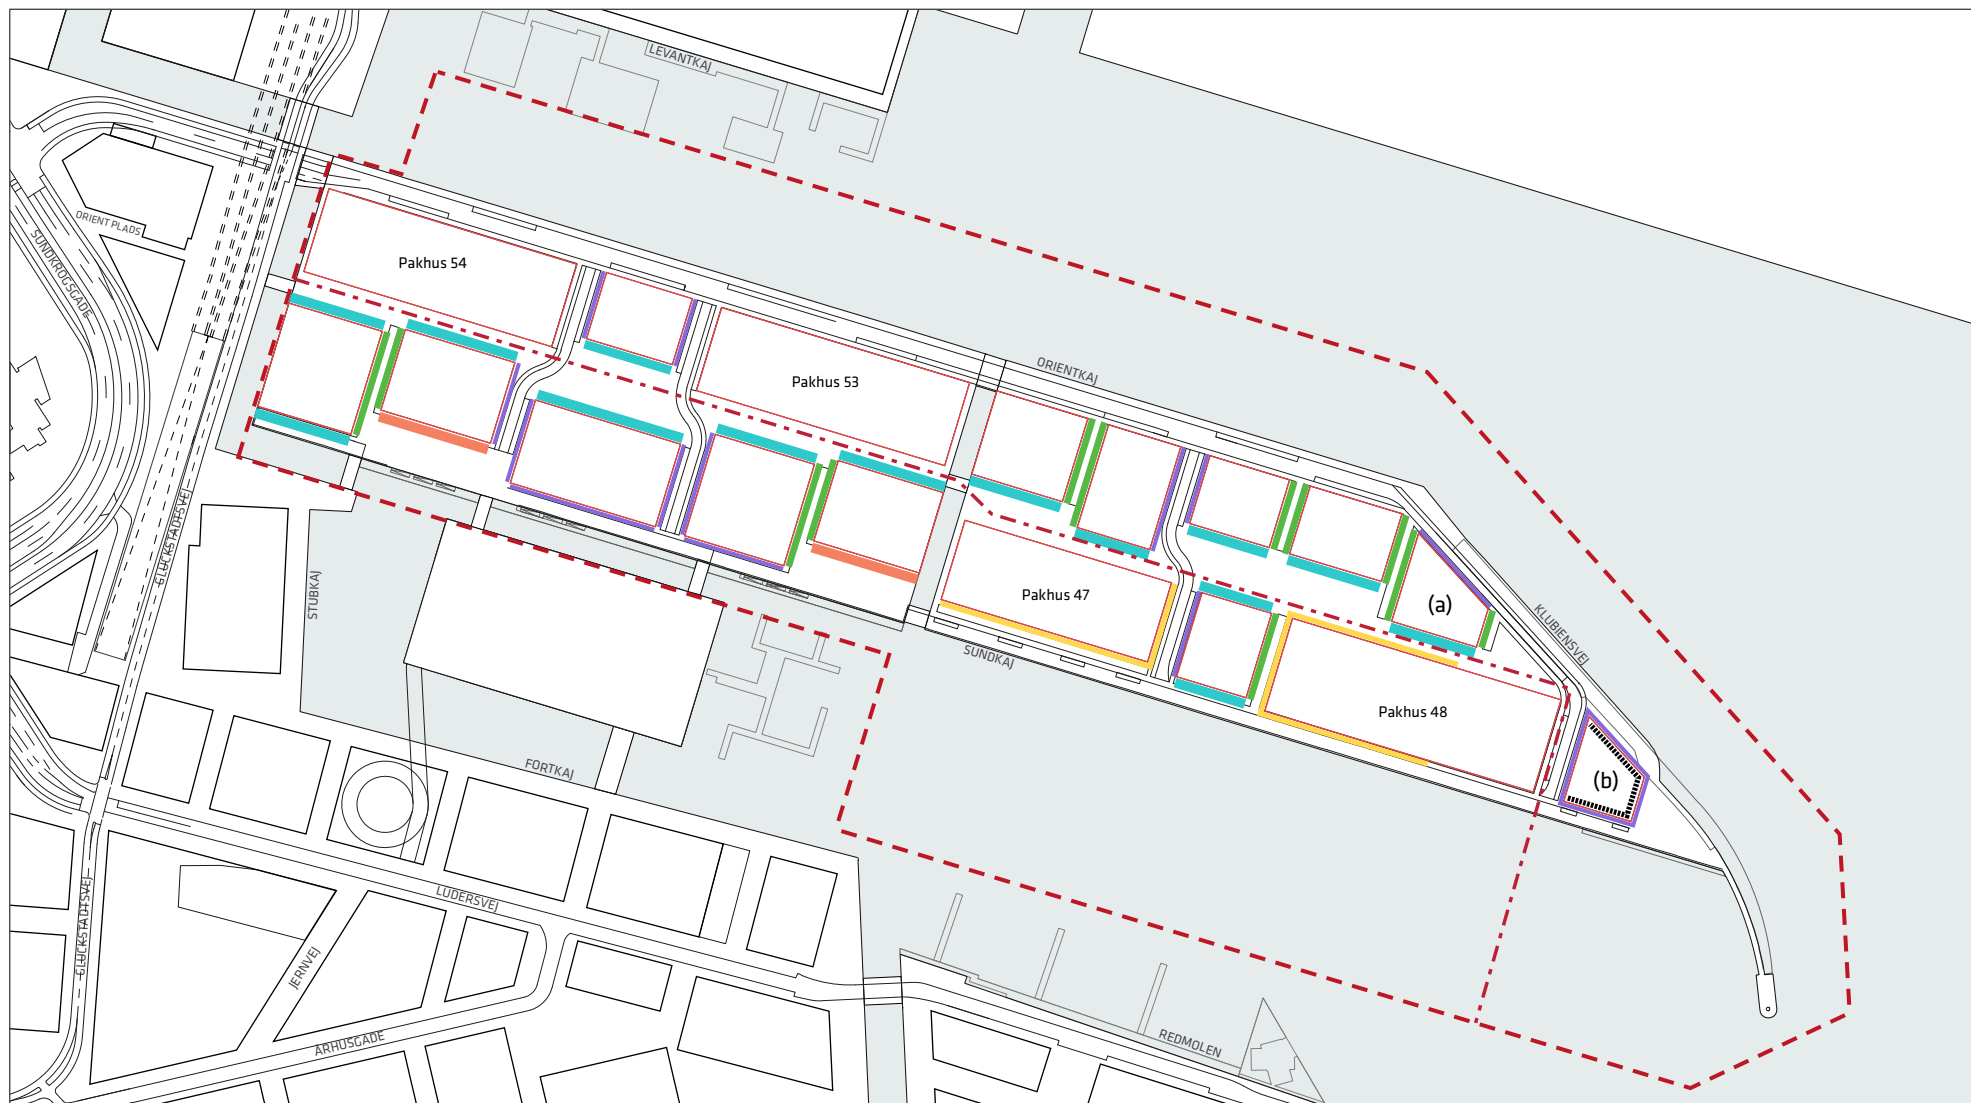 LEVANTKAJ
ORIENT PLADS
SUNDKROGSGADE
Pakhus 54
Pakhus 53
ORIENTKAJ
GLÜCKSTADTSVEJ
STUBKAJ
Pakhus 47
(a)
KLUBIENSVEJ
SUNDKAJ
Pakhus 48
(b)
FORTKAJ
LÜDERSVEJ
GLÜCKSTADTSVEJ
JERNVEJ
ÅRHUSGADE
REDMOLEN